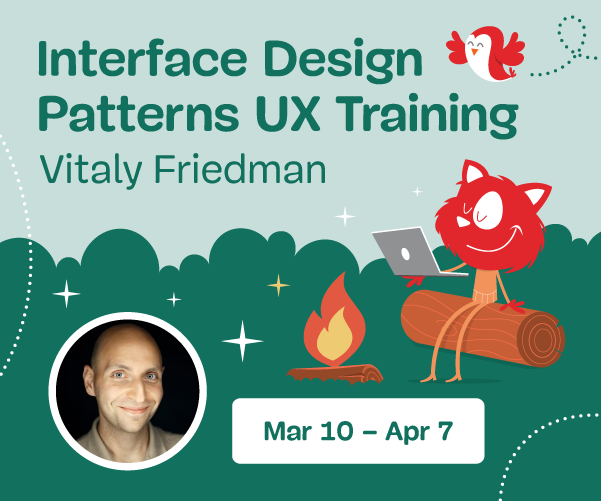 Interface Design
Patterns UX Training
Vitaly Friedman
Mar 10 – Apr 7